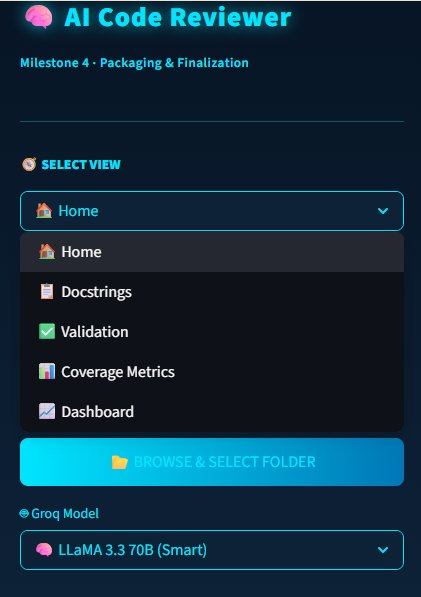 🧠 AI Code Reviewer
Milestone 4 · Packaging & Finalization
🧭 SELECT VIEW
🏠 Home
🏠 Home
📋 Docstrings
✅ Validation
📊 Coverage Metrics
📈 Dashboard
📂 BROWSE & SELECT FOLDER
🤖 Groq Model
🧠 LLaMA 3.3 70B (Smart)